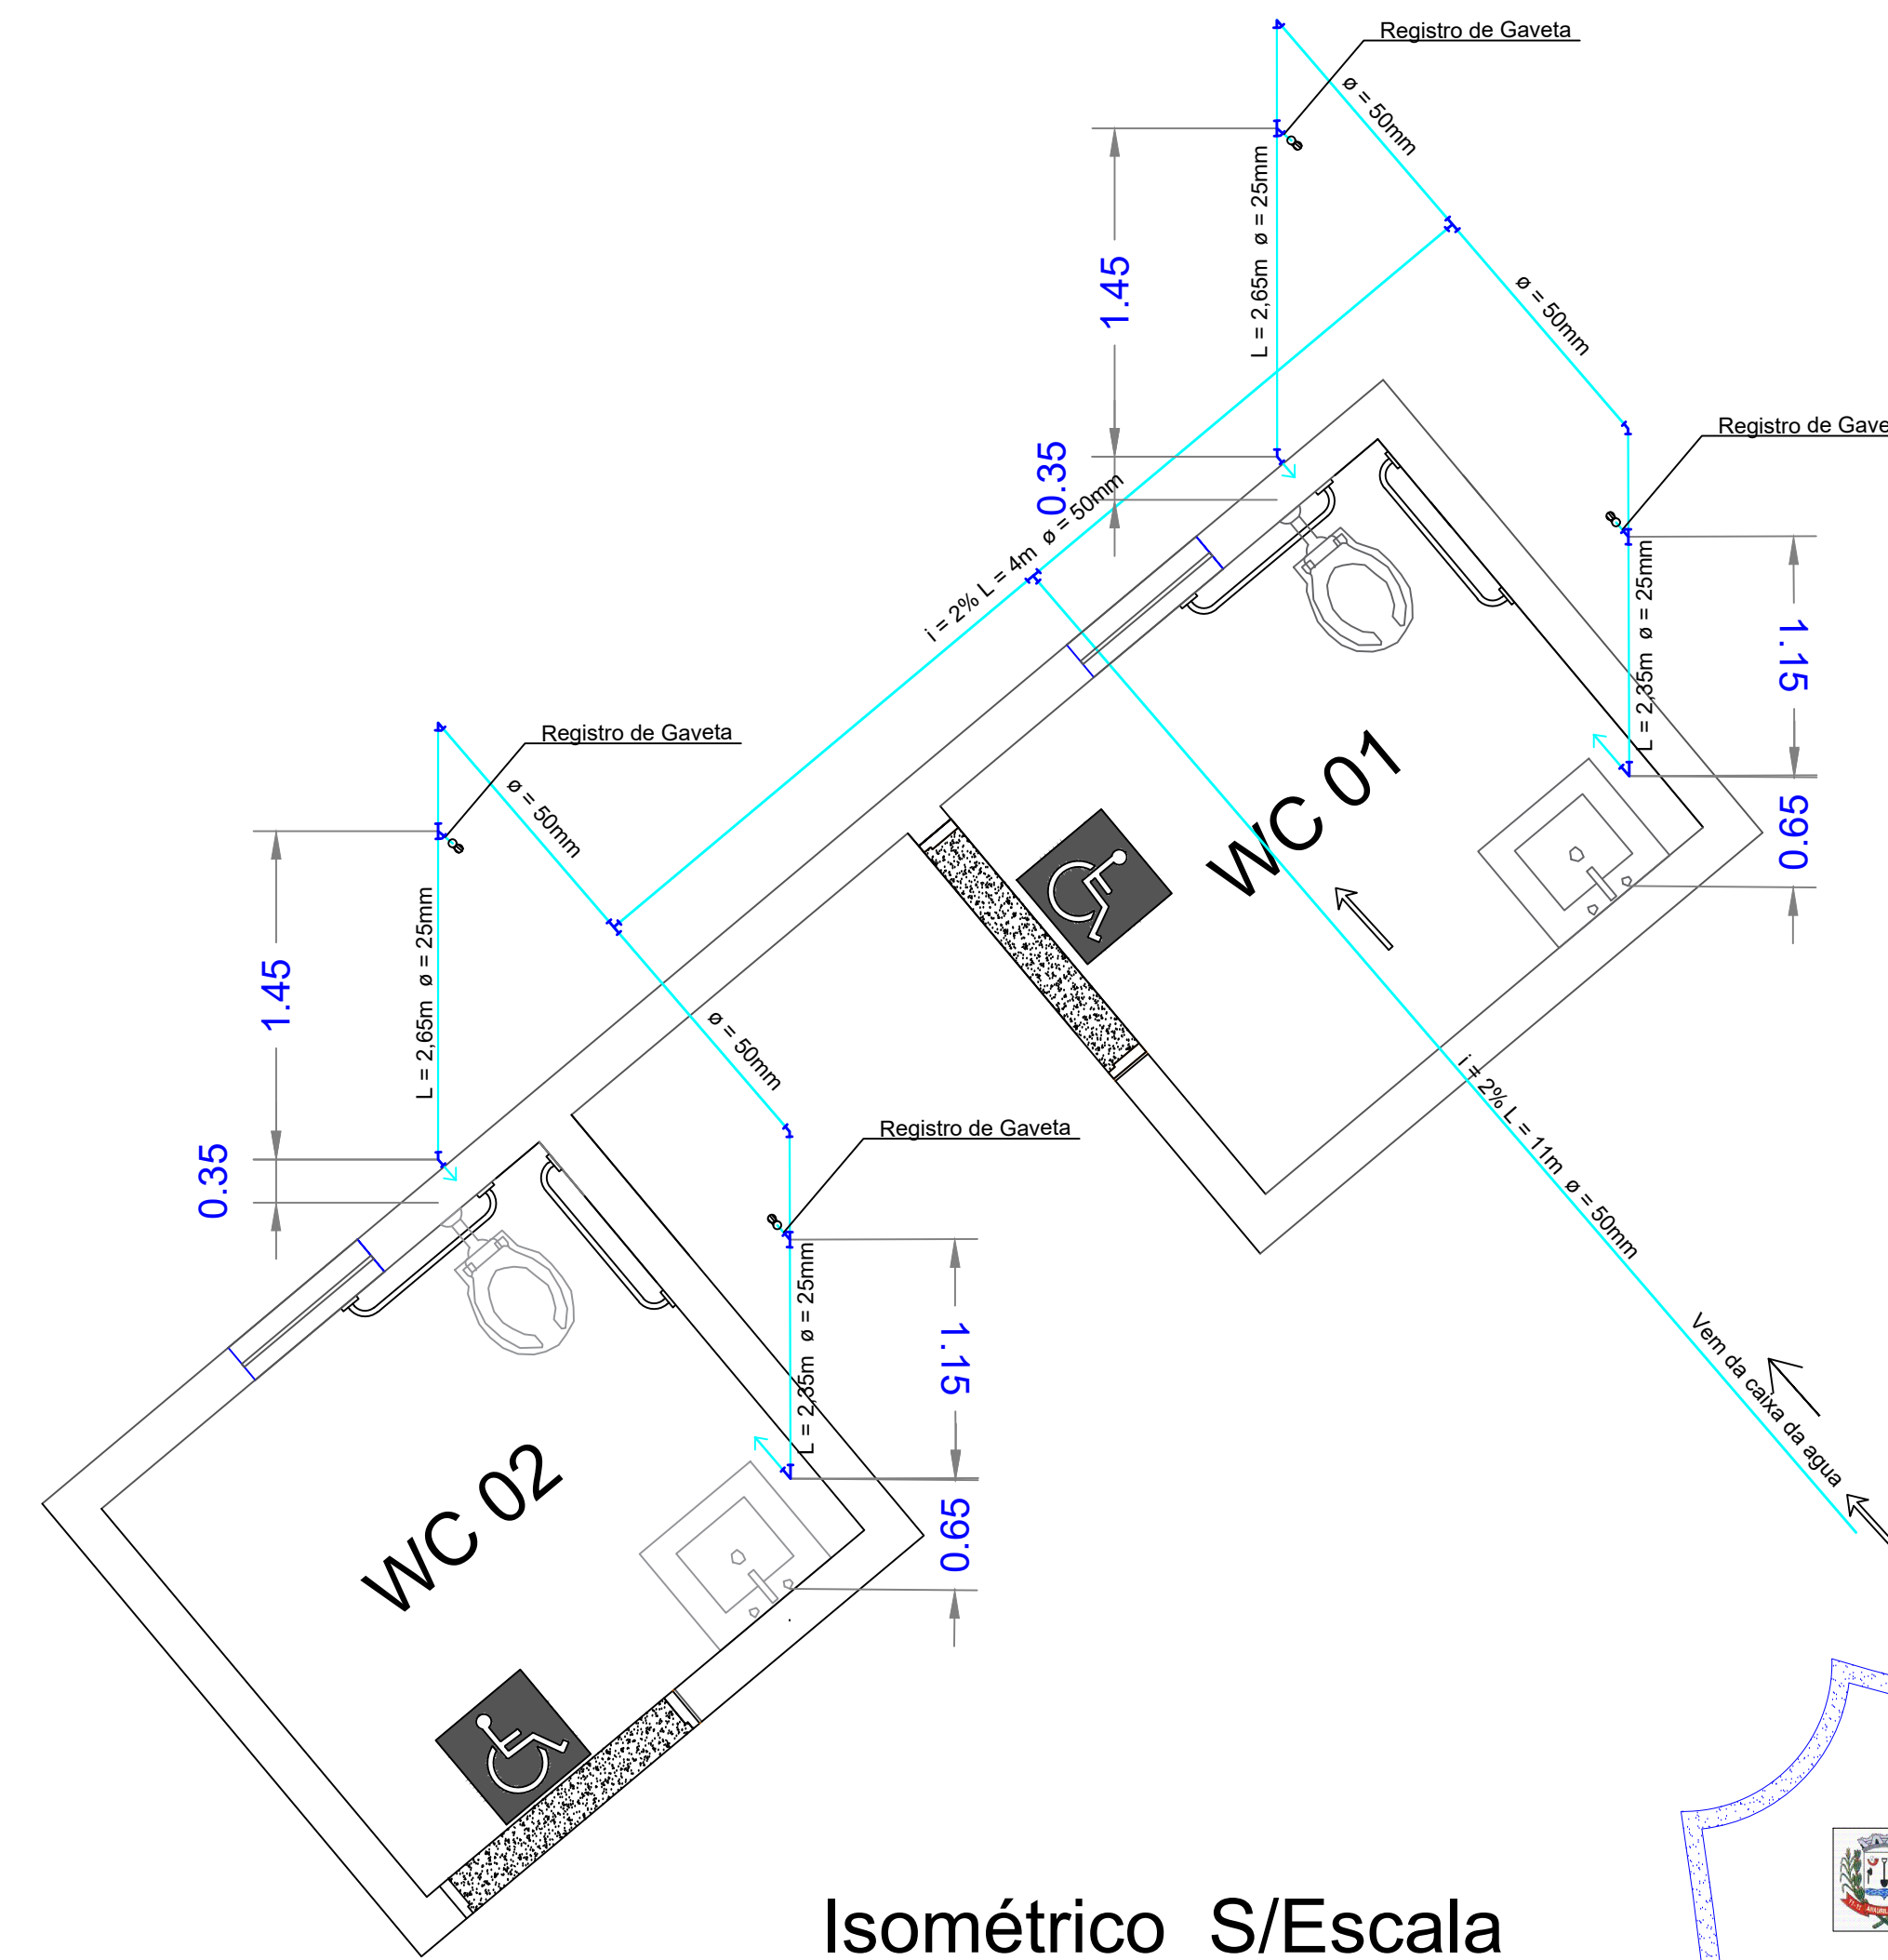 Registro de Gaveta
ø = 50mm
L = 2,65m  ø = 25mm
1.45
0.35
ø = 50mm
Registro de Gave
i = 2% L = 4m  ø = 50mm
L = 2,35m  ø = 25mm
1.15
0.65
WC 01
Registro de Gaveta
ø = 50mm
L = 2,65m  ø = 25mm
1.45
0.35
ø = 50mm
Registro de Gaveta
L = 2,35m  ø = 25mm
1.15
0.65
i = 2% L = 11m  ø = 50mm
Vem da caixa da agua
WC 02
Isométrico  S/Escala